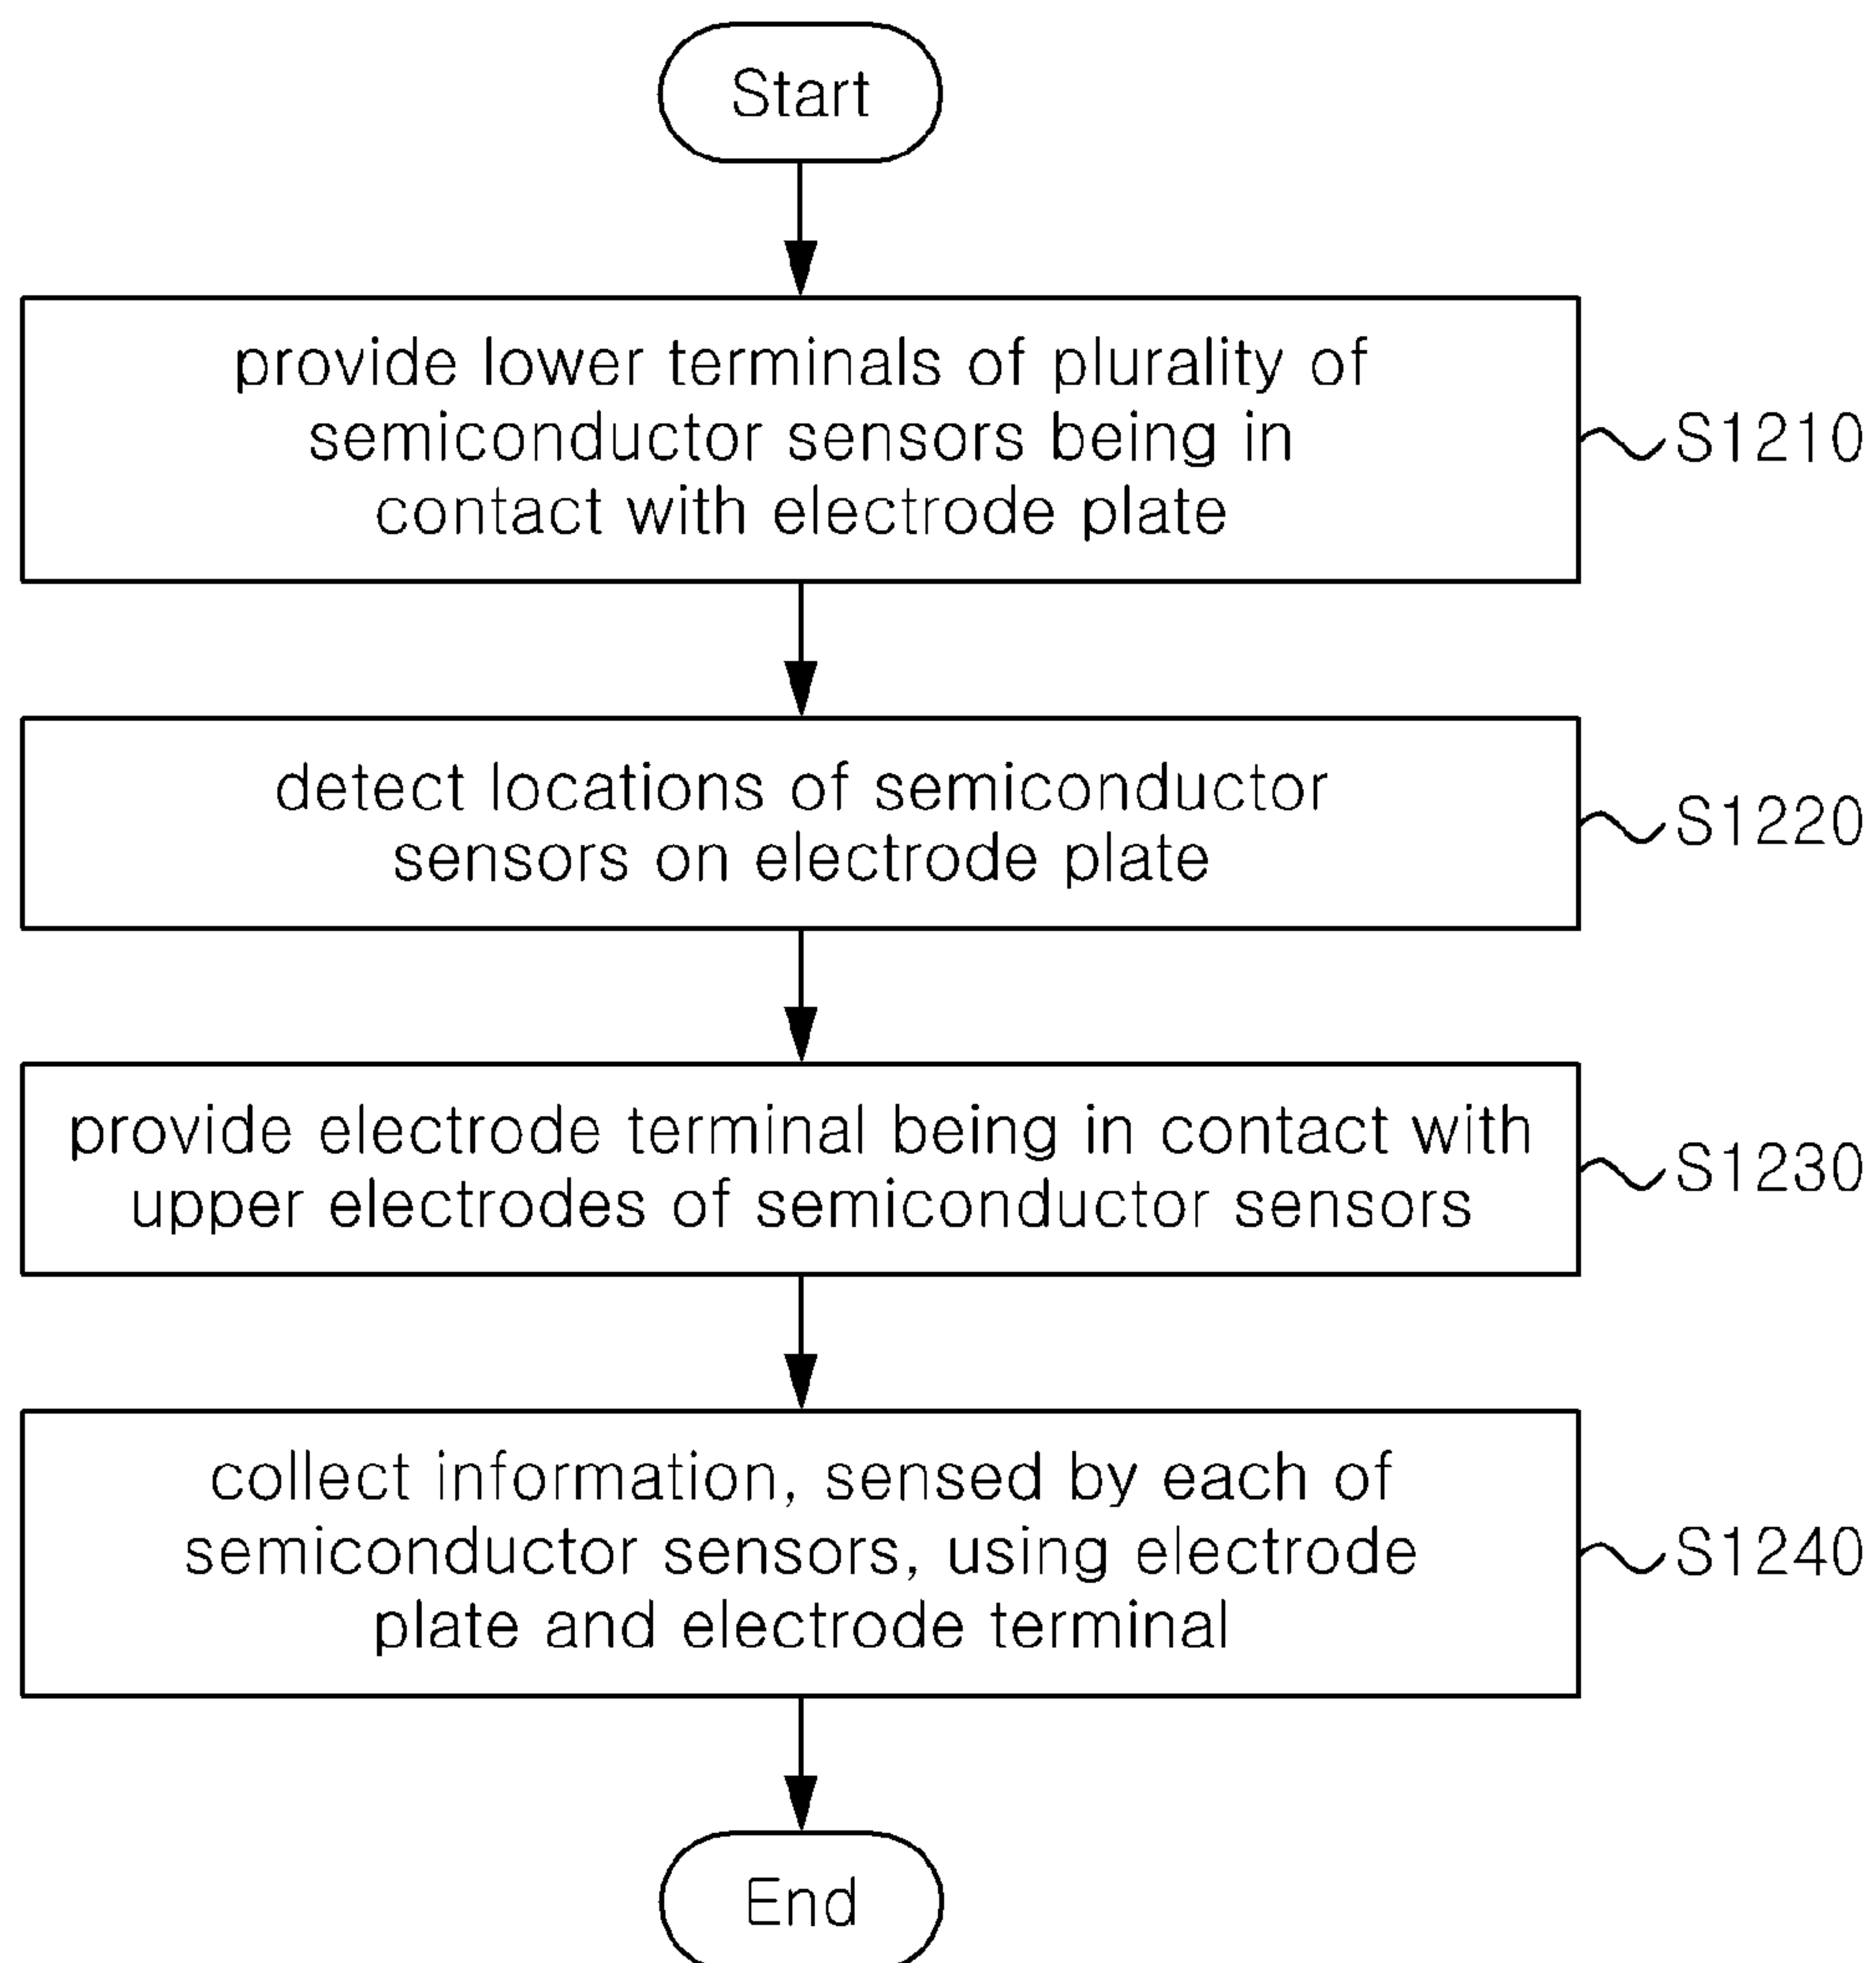 Start
provide lower terminals of plurality of
semiconductor sensors being in
contact with electrode plate
S1210
detect locations of semiconductor
sensors on electrode plate
S1220
provide electrode terminal being in contact with
upper electrodes of semiconductor sensors
S1230
collect information, sensed by each of
semiconductor sensors, using electrode
plate and electrode terminal
S1240
End